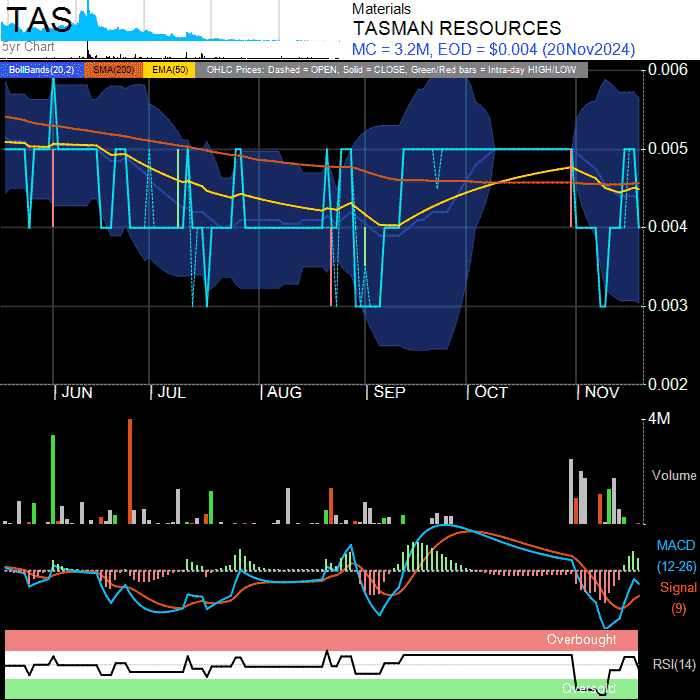 TAS
5yr Chart
Materials
TASMAN RESOURCES
MC = 3.2M, EOD = $0.004 (20Nov2024)
BollBands(20,2) SMA(200) EMA(50) OHLC Prices: Dashed = OPEN, Solid = CLOSE, Green/Red bars = Intra-day HIGH/LOW
0.006
0.005
0.004
0.003
0.002
JUN JUL AUG SEP OCT NOV
4M
Volume
MACD
(12-26)
Signal
(9)
Overbought
RSI(14)
Oversold